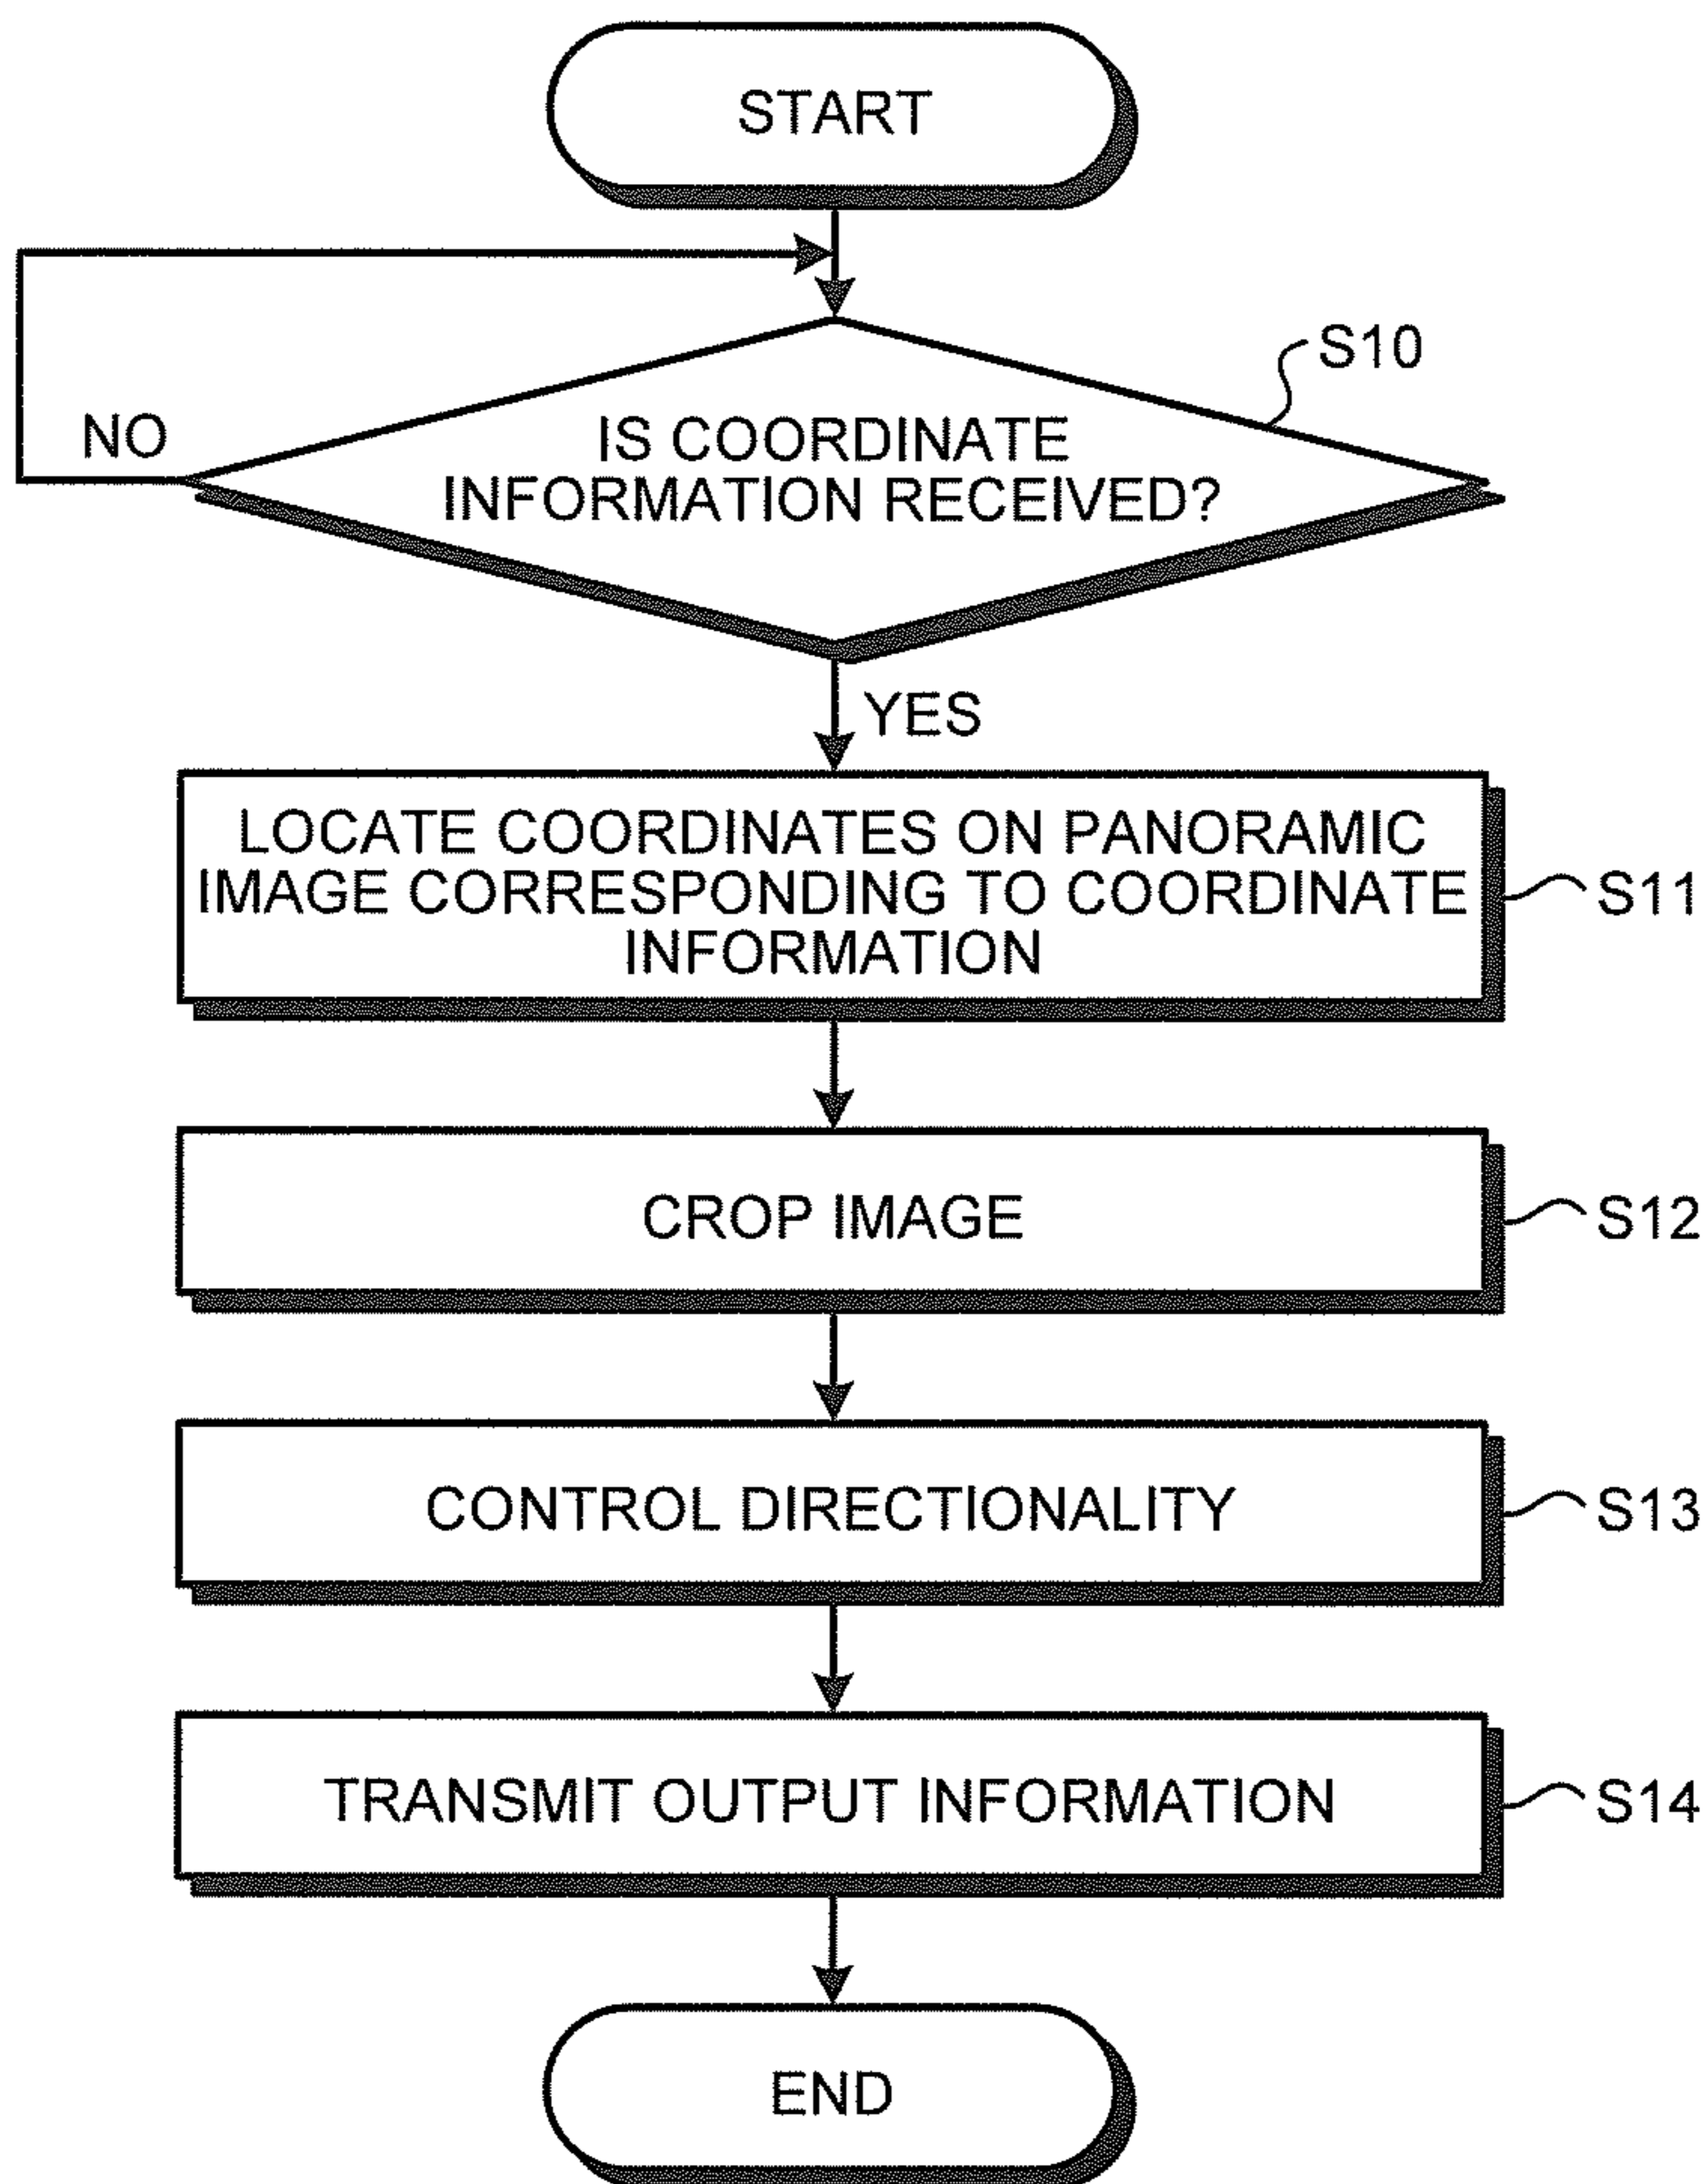 START
S10
IS COORDINATE
INFORMATION RECEIVED?
NO
YES
LOCATE COORDINATES ON PANORAMIC
IMAGE CORRESPONDING TO COORDINATE
INFORMATION
S11
CROP IMAGE
S12
CONTROL DIRECTIONALITY
S13
TRANSMIT OUTPUT INFORMATION
S14
END